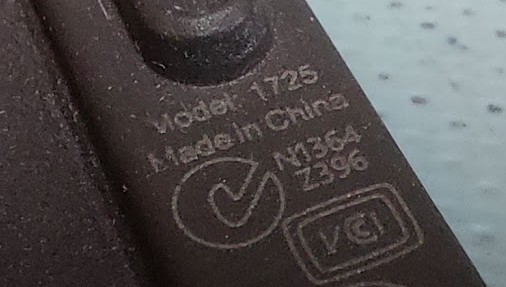 Model: 1725
Made in China
N1364
Z396
VCI